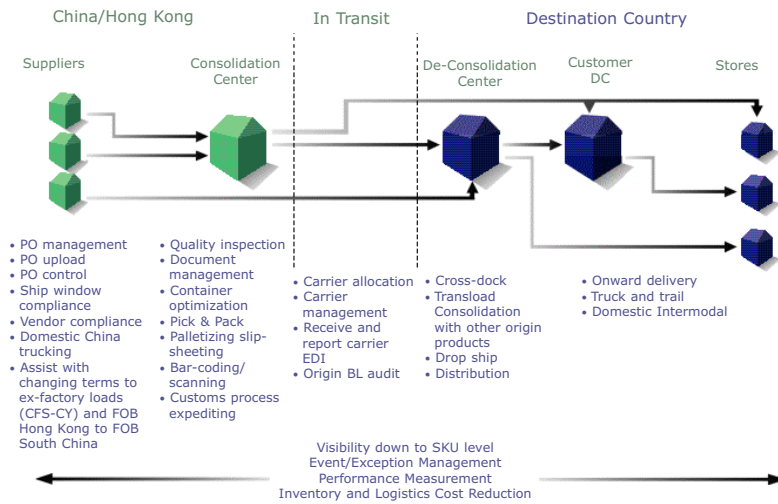 China/Hong Kong
In Transit
Destination Country
Suppliers
Consolidation
Center
De-Consolidation
Center
Customer
DC
Stores
• PO management
• PO upload
• PO control
• Ship window
compliance
• Vendor compliance
• Domestic China
trucking
• Assist with
changing terms to
ex-factory loads
(CFS-CY) and FOB
Hong Kong to FOB
South China
• Quality inspection
• Document
management
• Container
optimization
• Pick & Pack
• Palletizing slip-
sheeting
• Bar-coding/
scanning
• Customs process
expediting
• Carrier allocation
• Carrier
management
• Receive and
report carrier
EDI
• Origin BL audit
• Cross-dock
• Transload
Consolidation
with other origin
products
• Drop ship
• Distribution
• Onward delivery
• Truck and trail
• Domestic Intermodal
Visibility down to SKU level
Event/Exception Management
Performance Measurement
Inventory and Logistics Cost Reduction